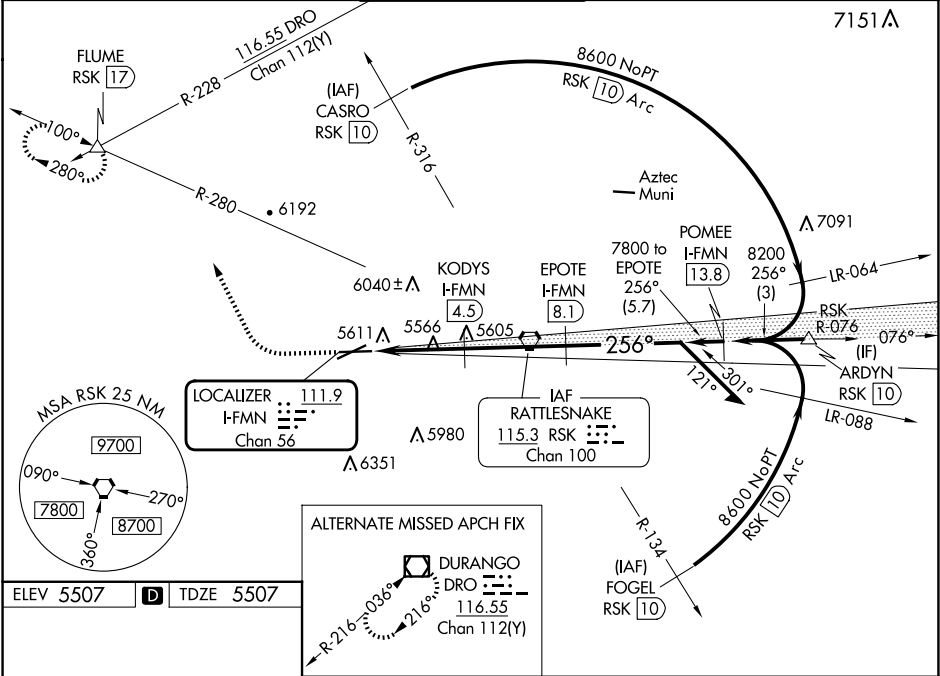 7151
FLUME
RSK 17
116.55 DRO
Chan 112(Y)
R-228
(IAF)
CASRO
RSK 10
R-316
8600 NoPT
RSK 10 Arc
100°
280°
R-280
6192
Aztec
Muni
7091
POMEE
I-FMN
13.8
7800 to
EPOTE
256°
(5.7)
8200
256°
(3)
LR-064
6040±
KODYS
I-FMN
4.5
EPOTE
I-FMN
8.1
RSK
R-076
076°
5611
5566
5605
256°
(IF)
ARDYN
RSK 10
301°
121°
LR-088
LOCALIZER 111.9
I-FMN
Chan 56
IAF
RATTLESNAKE
115.3 RSK
Chan 100
5980
6351
MSA RSK 25 NM
9700
090°
270°
7800
8700
360°
8600 NoPT
RSK 10 Arc
R-134
(IAF)
FOGEL
RSK 10
ALTERNATE MISSED APCH FIX
DURANGO
DRO
116.55
Chan 112(Y)
R-216
036°
216°
ELEV 5507 D TDZE 5507